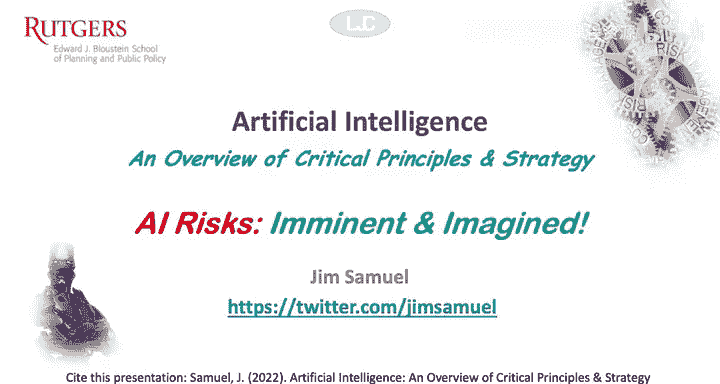 RUTGERS
Edward J. Bloustein School
of Planning and Public Policy
Artificial Intelligence
An Overview of Critical Principles & Strategy
AI Risks: Imminent & Imagined!
Jim Samuel
https://twitter.com/jimsamuel
Cite this presentation: Samuel, J. (2022). Artificial Intelligence: An Overview of Critical Principles & Strategy